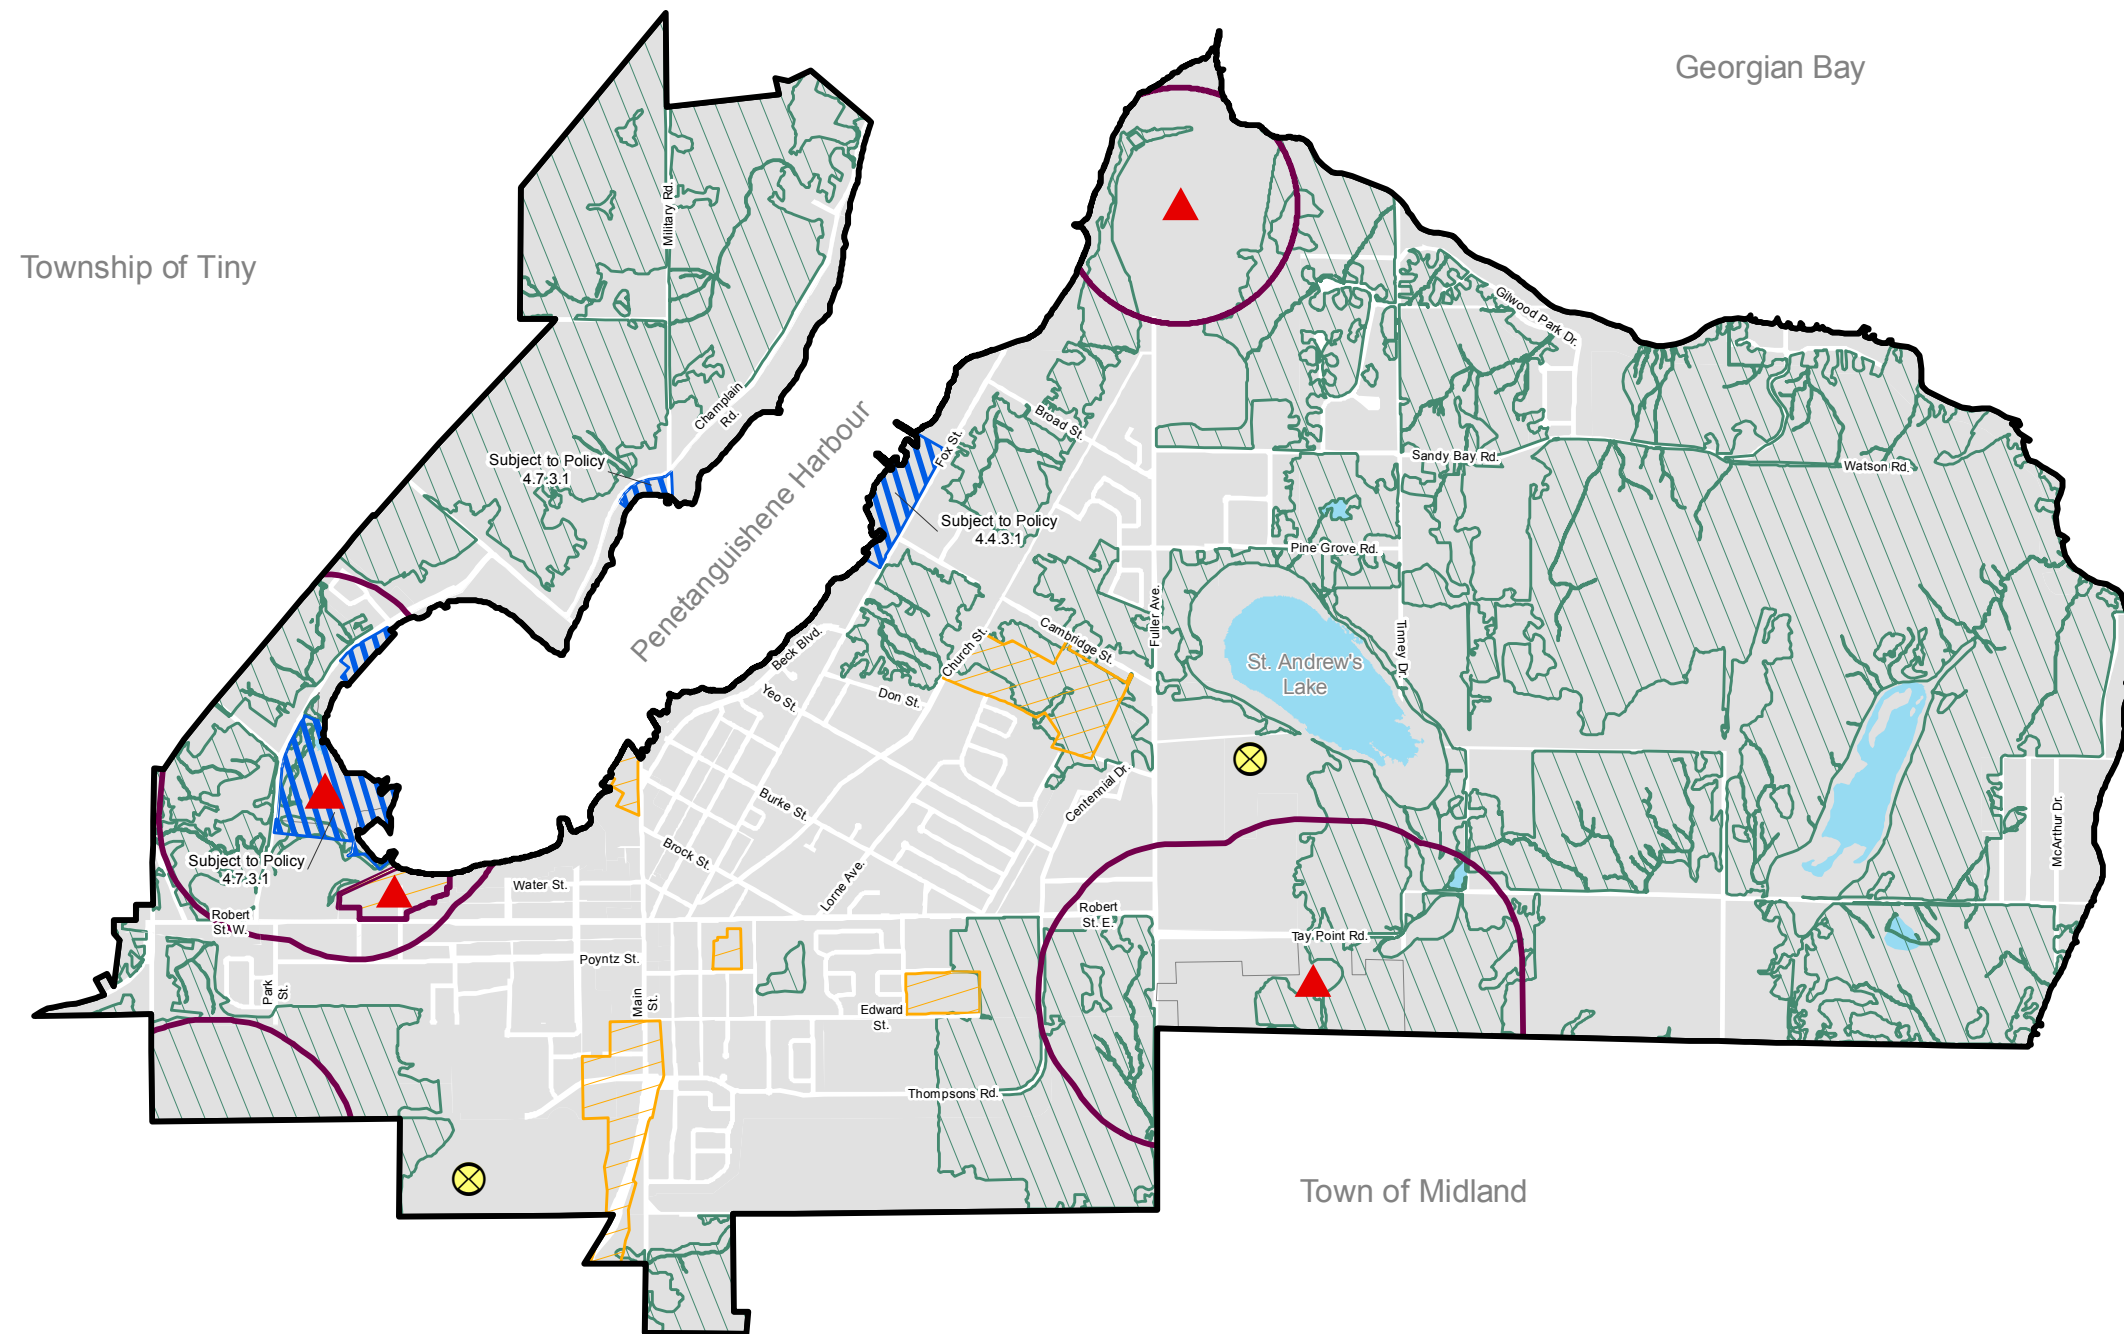 Georgian Bay
Township of Tiny
Military Rd.
Gilwood Park Dr.
Champlain
Rd.
Broad St.
Fox St.
Sandy Bay Rd.
Watson Rd.
Subject to Policy
4.7.3.1
Penetanguishene Harbour
Subject to Policy
4.4.3.1
Pine Grove Rd.
Fuller Ave.
Tinney Dr.
Cambridge St.
Church St.
Beck Blvd.
St. Andrew's
Lake
Yeo St.
Don St.
Centennial Dr.
Burke St.
McArthur Dr.
Brock St.
Subject to Policy
4.7.3.1
Water St.
Lorne Ave.
Robert
St. W.
Robert
St. E.
Tay Point Rd.
Poyntz St.
Park
St.
Main
St.
Edward
St.
Thompsons Rd.
Town of Midland